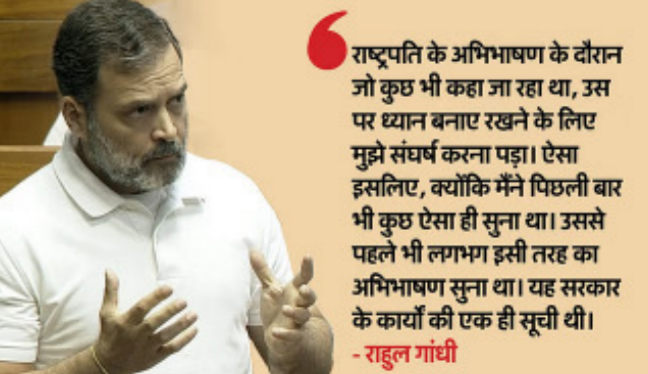 राष्ट्रपति के अभिभाषण के दौरान
जो कुछ भी कहा जा रहा था, उस
पर ध्यान बनाए रखने के लिए
मुझे संघर्ष करना पड़ा। ऐसा
इसलिए, क्योंकि मैंने पिछली बार
भी कुछ ऐसा ही सुना था। उससे
पहले भी लगभग इसी तरह का
अभिभाषण सुना था। यह सरकार
के कार्यों की एक ही सूची थी।
- राहुल गांधी